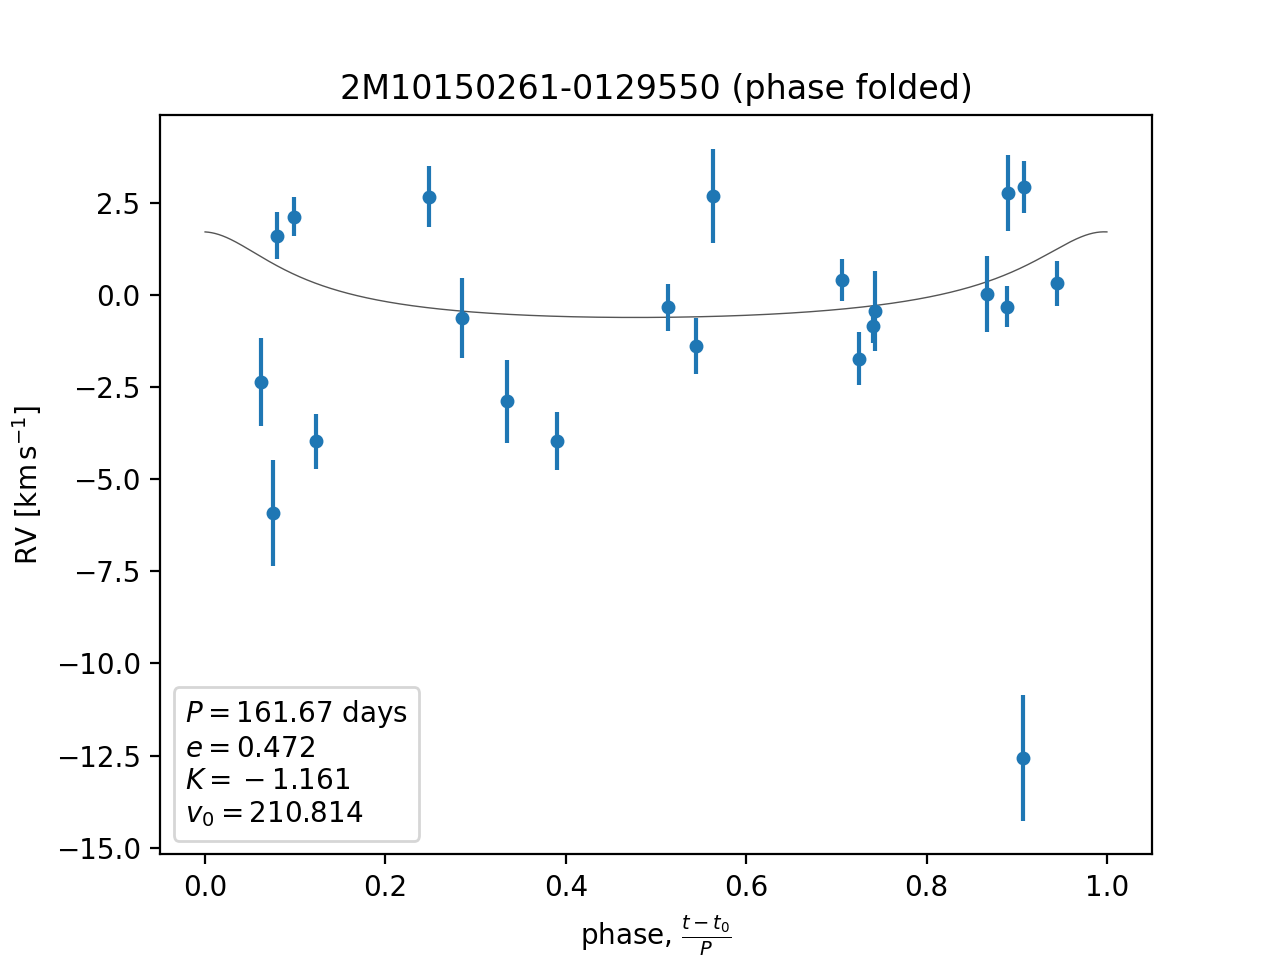 2M10150261-0129550 (phase folded)
RV [km s⁻¹]
2.5
0.0
−2.5
−5.0
−7.5
−10.0
−12.5
−15.0
P = 161.67 days
e = 0.472
K = −1.161
v₀ = 210.814
0.0 0.2 0.4 0.6 0.8 1.0
phase, (t − t₀)/P